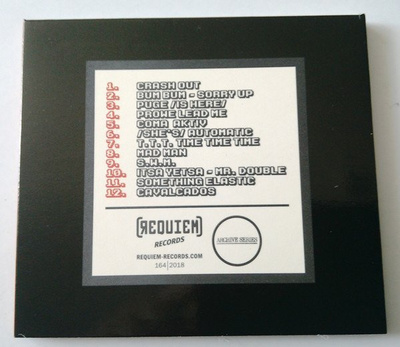 1. CRASH OUT
2. BUM BUM - SORRY UP
3. PUGE /IS HERE/
4. PROWE LEAD ME
5. COMA AKTIV
6. /SHE"S/ AUTOMATIC
7. T.T.T. TIME TIME TIME
8. MAD MAN
9. S.W.M.
10. ITSA YETSA - MR. DOUBLE
11. SOMETHING ELASTIC
12. CAVALCADOS
[REQUIEM]
RECORDS
REQUIEM-RECORDS.COM
164|2018
ARCHIVE SERIES